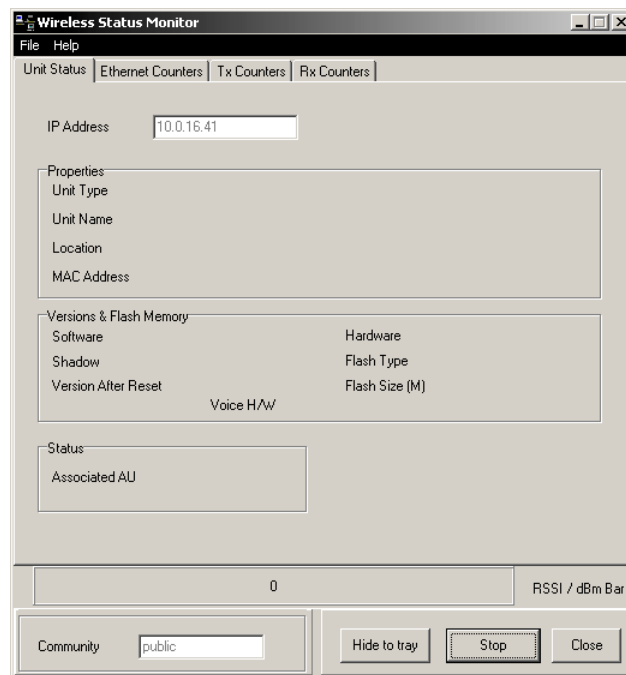 Wireless Status Monitor
File Help
Unit Status Ethernet Counters Tx Counters Rx Counters
IP Address 10.0.16.41
Properties
Unit Type
Unit Name
Location
MAC Address
Versions & Flash Memory
Software Hardware
Shadow Flash Type
Version After Reset Flash Size (M)
Voice H/W
Status
Associated AU
0 RSSI / dBm Bar
Community public Hide to tray Stop Close